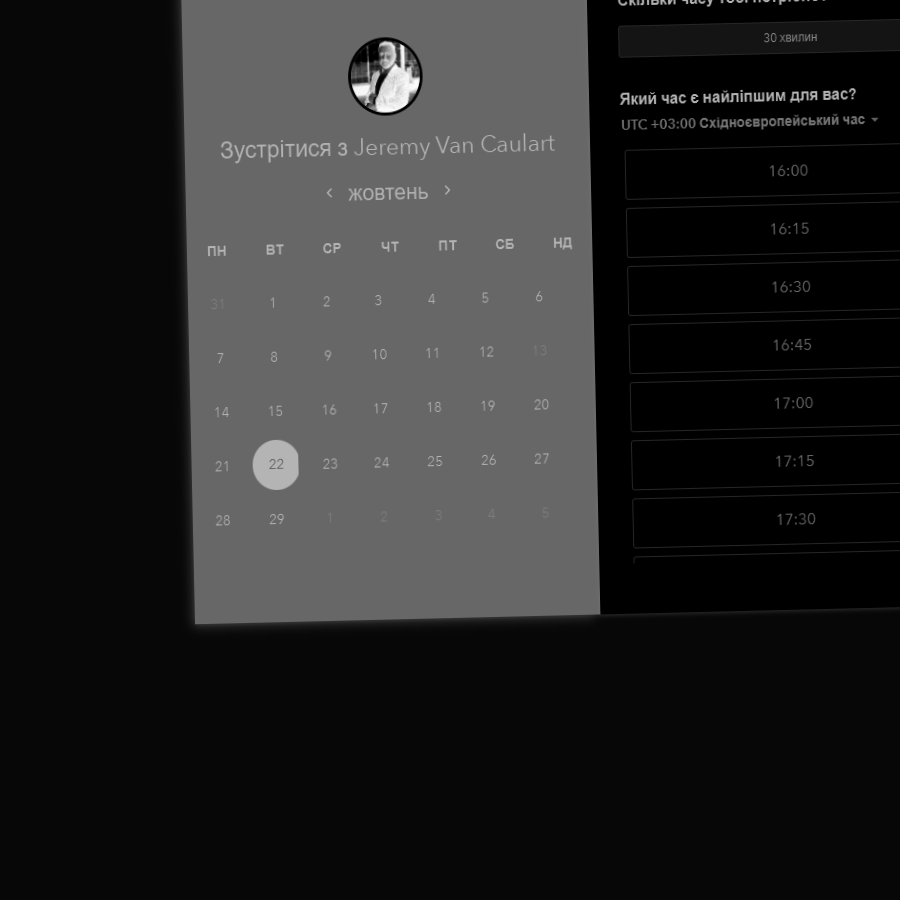 Зустрітися з Jeremy Van Caulart
‹ жовтень ›
ПН ВТ СР ЧТ ПТ СБ НД
31 1 2 3 4 5 6
7 8 9 10 11 12 13
14 15 16 17 18 19 20
21 22 23 24 25 26 27
28 29 1 2 3 4 5
30 хвилин
Який час є найліпшим для вас?
UTC +03:00 Східноєвропейський час
16:00
16:15
16:30
16:45
17:00
17:15
17:30